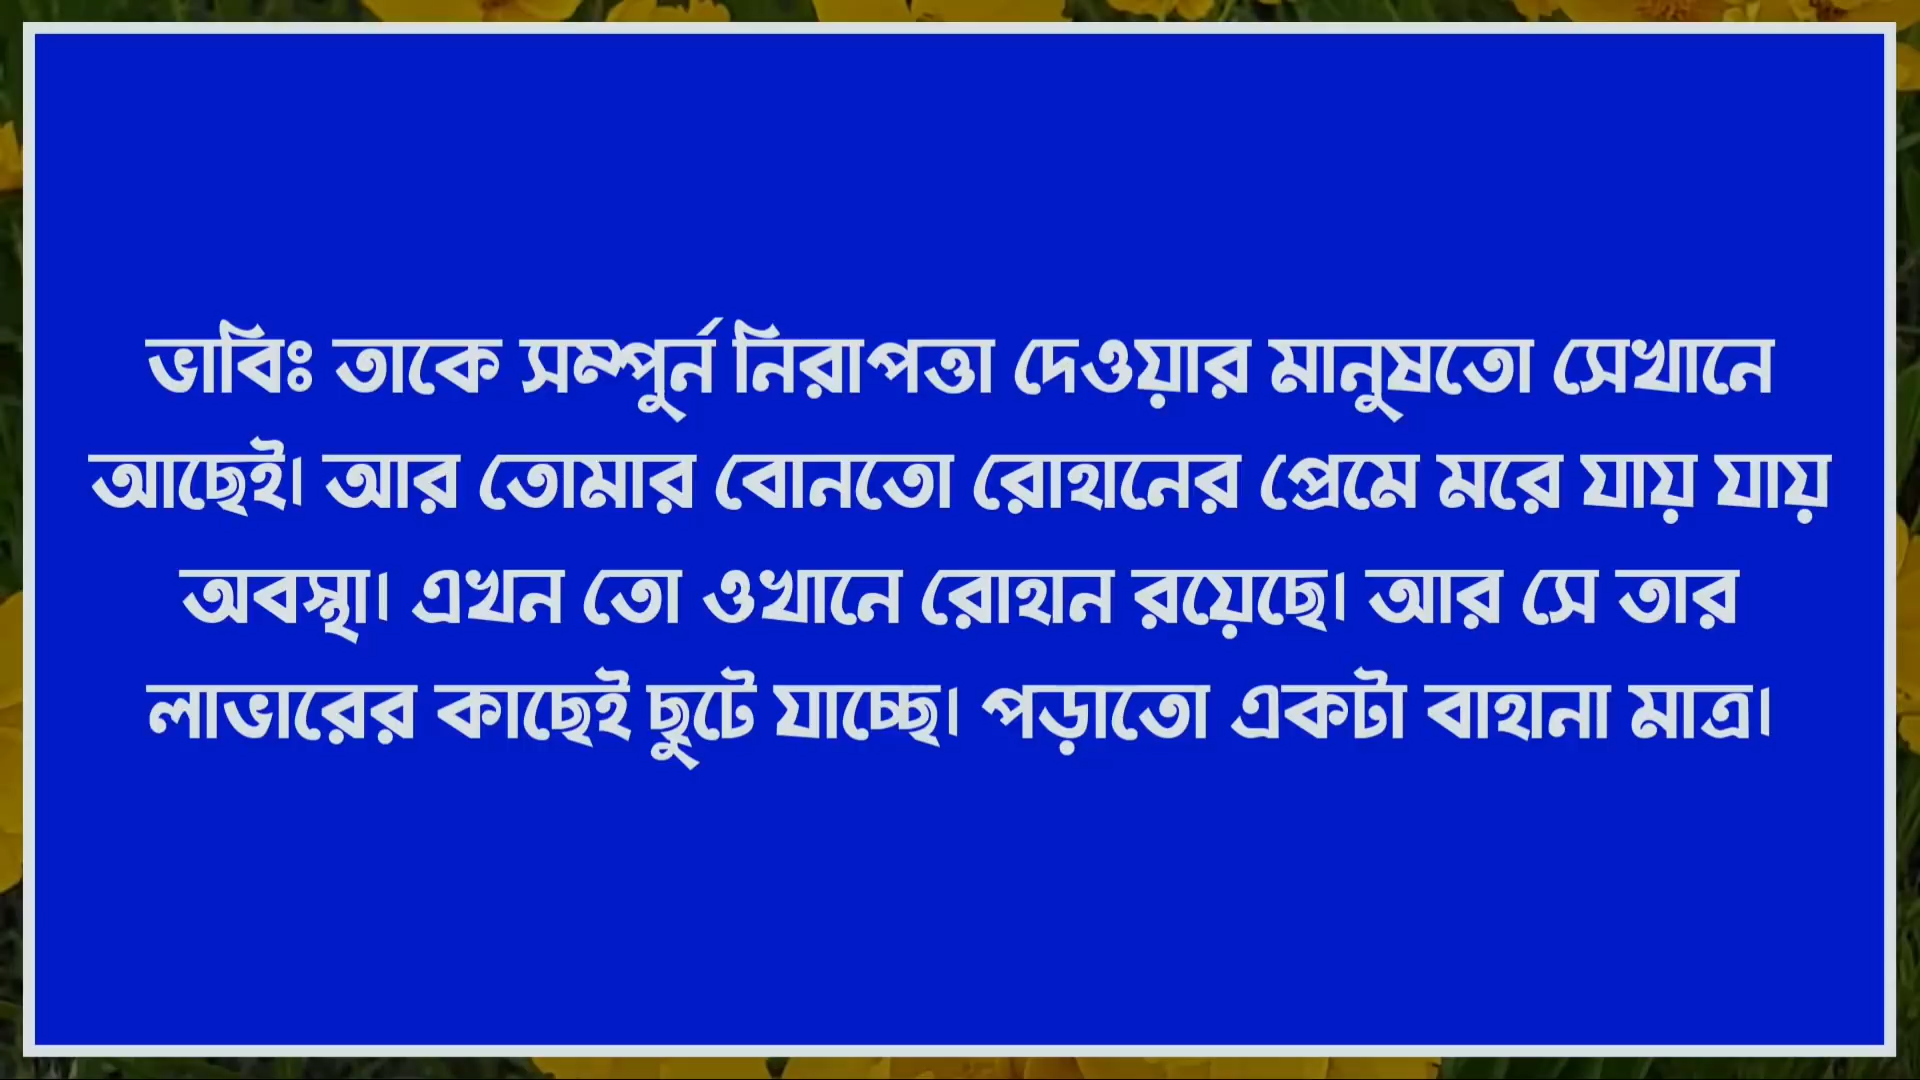 ভাবিঃ তাকে সম্পুর্ন নিরাপত্তা দেওয়ার মানুষতো সেখানে
আছেই। আর তোমার বোনতো রোহানের প্রেমে মরে যায় যায়
অবস্থা। এখন তো ওখানে রোহান রয়েছে। আর সে তার
লাভারের কাছেই ছুটে যাচ্ছে। পড়াতো একটা বাহানা মাত্র।